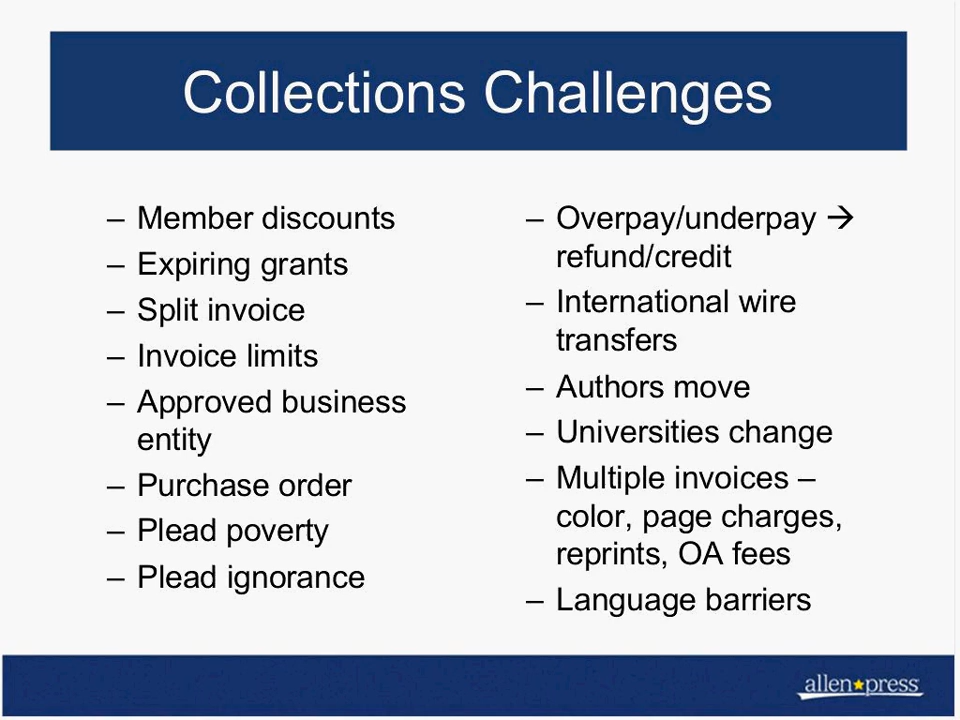 Collections Challenges
– Member discounts
– Expiring grants
– Split invoice
– Invoice limits
– Approved business
entity
– Purchase order
– Plead poverty
– Plead ignorance
– Overpay/underpay →
refund/credit
– International wire
transfers
– Authors move
– Universities change
– Multiple invoices –
color, page charges,
reprints, OA fees
– Language barriers
allen★press